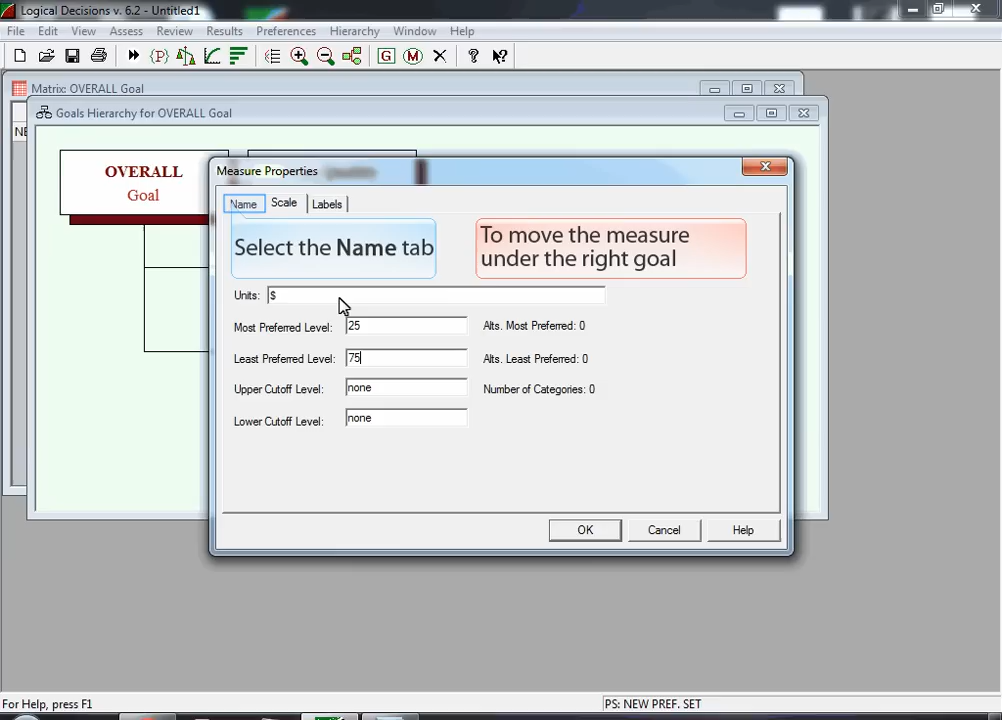 Logical Decisions v. 6.2 - Untitled1
File Edit View Assess Review Results Preferences Hierarchy Window Help
{P} G M ? ?
Matrix: OVERALL Goal
Goals Hierarchy for OVERALL Goal
NE
OVERALL
Goal
Measure Properties
Name Scale Labels
Select the Name tab
To move the measure
under the right goal
Units: $
Most Preferred Level: 25 Alts. Most Preferred: 0
Least Preferred Level: 75 Alts. Least Preferred: 0
Upper Cutoff Level: none Number of Categories: 0
Lower Cutoff Level: none
OK Cancel Help
For Help, press F1 PS: NEW PREF. SET